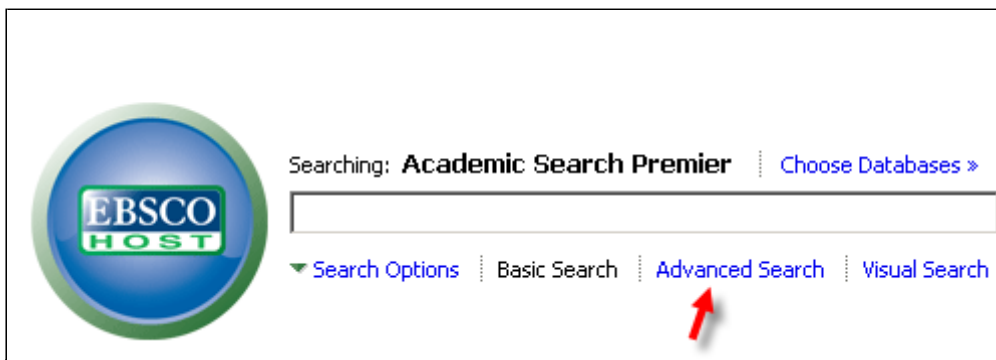 Searching: Academic Search Premier Choose Databases »
EBSCO
HOST
Search Options Basic Search Advanced Search Visual Search